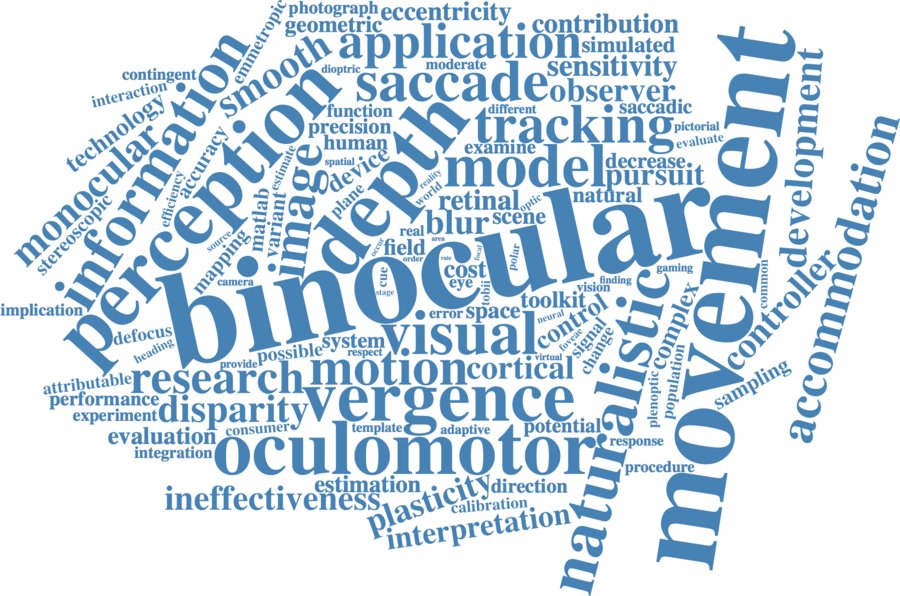 photograph
eccentricity
emmetropic
geometric
contribution
application
simulated
smooth
moderate
dioptric
contingent
saccade
sensitivity
interaction
information
observer
technology
perception
function
different
saccadic
monocular
precision
tracking
pictorial
accuracy
human
depth
examine
evaluate
movement
development
stereoscopic
efficiency
estimate
spatial
image
device
model
decrease
pursuit
accommodation
reality
world
plane
matlab
variant
retinal
optic
natural
source
mapping
blur
scene
real
area
camera
occur
field
order
rate
focal
polar
binocular
cue
stage
cost
eye
tobii
gaming
finding
vision
common
implication
defocus
heading
error
space
toolkit
neural
control
controller
complex
naturalistic
provide
possible
system
respect
visual
foveae
signal
change
virtual
attributable
research
motion
cortical
plenoptic
population
sampling
performance
experiment
disparity
vergence
evaluation
consumer
template
adaptive
potential
integration
oculomotor
response
procedure
estimation
ineffectiveness
plasticity
direction
calibration
interpretation